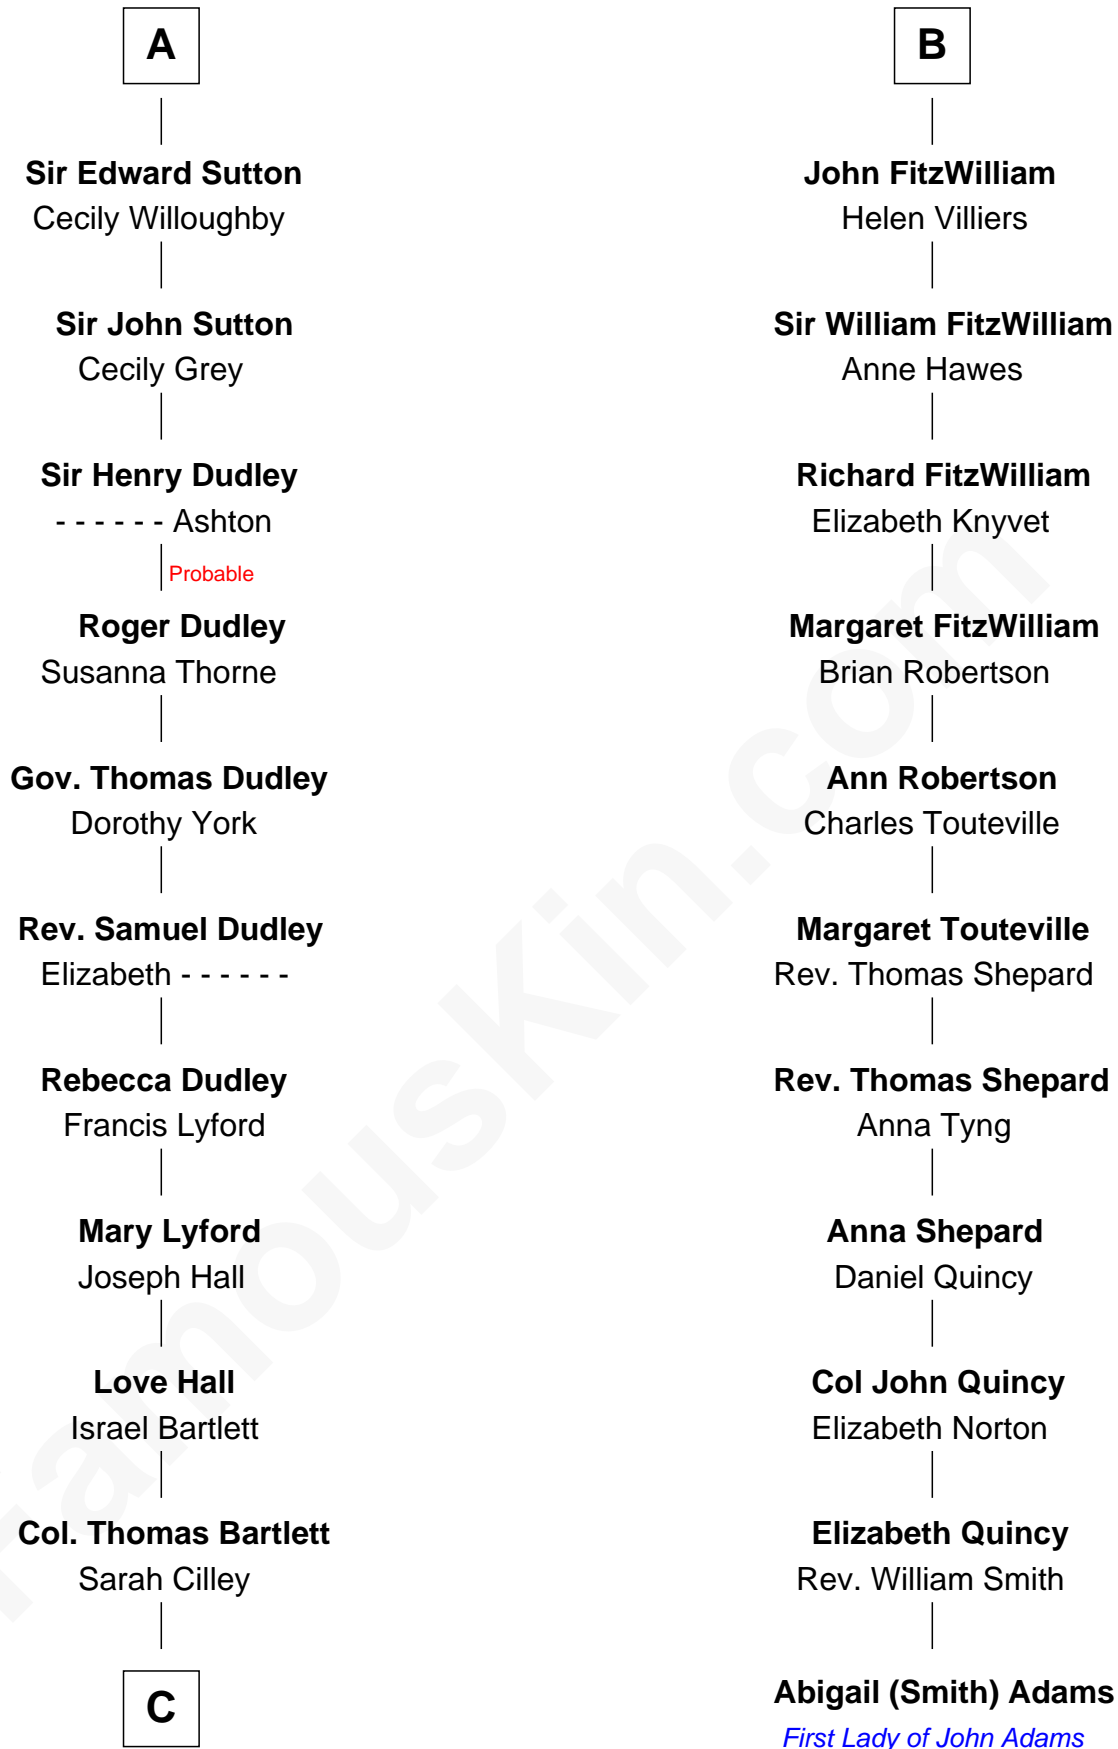 A
Sir Edward Sutton
Cecily Willoughby
Sir John Sutton
Cecily Grey
Sir Henry Dudley
- - - - - - Ashton
Probable
Roger Dudley
Susanna Thorne
Gov. Thomas Dudley
Dorothy York
Rev. Samuel Dudley
Elizabeth - - - - - -
Rebecca Dudley
Francis Lyford
Mary Lyford
Joseph Hall
Love Hall
Israel Bartlett
Col. Thomas Bartlett
Sarah Cilley
C
B
John FitzWilliam
Helen Villiers
Sir William FitzWilliam
Anne Hawes
Richard FitzWilliam
Elizabeth Knyvet
Margaret FitzWilliam
Brian Robertson
Ann Robertson
Charles Touteville
Margaret Touteville
Rev. Thomas Shepard
Rev. Thomas Shepard
Anna Tyng
Anna Shepard
Daniel Quincy
Col John Quincy
Elizabeth Norton
Elizabeth Quincy
Rev. William Smith
Abigail (Smith) Adams
First Lady of John Adams
FamousKin.com